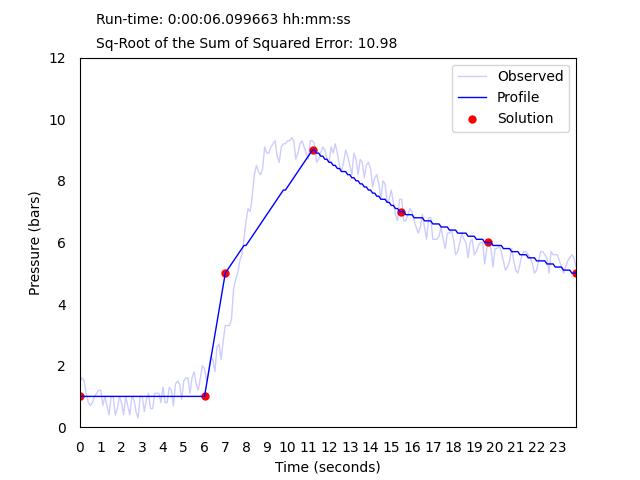 Run-time: 0:00:06.099663 hh:mm:ss
Sq-Root of the Sum of Squared Error: 10.98
Observed
Profile
Solution
12
10
8
6
4
2
0
Pressure (bars)
0 1 2 3 4 5 6 7 8 9 10 11 12 13 14 15 16 17 18 19 20 21 22 23
Time (seconds)